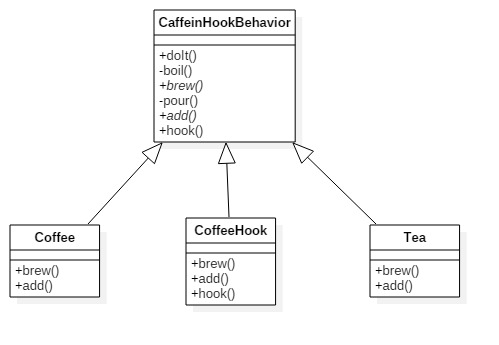 CaffeinHookBehavior
+doIt()
-boil()
+brew()
-pour()
+add()
+hook()
Coffee
+brew()
+add()
CoffeeHook
+brew()
+add()
+hook()
Tea
+brew()
+add()